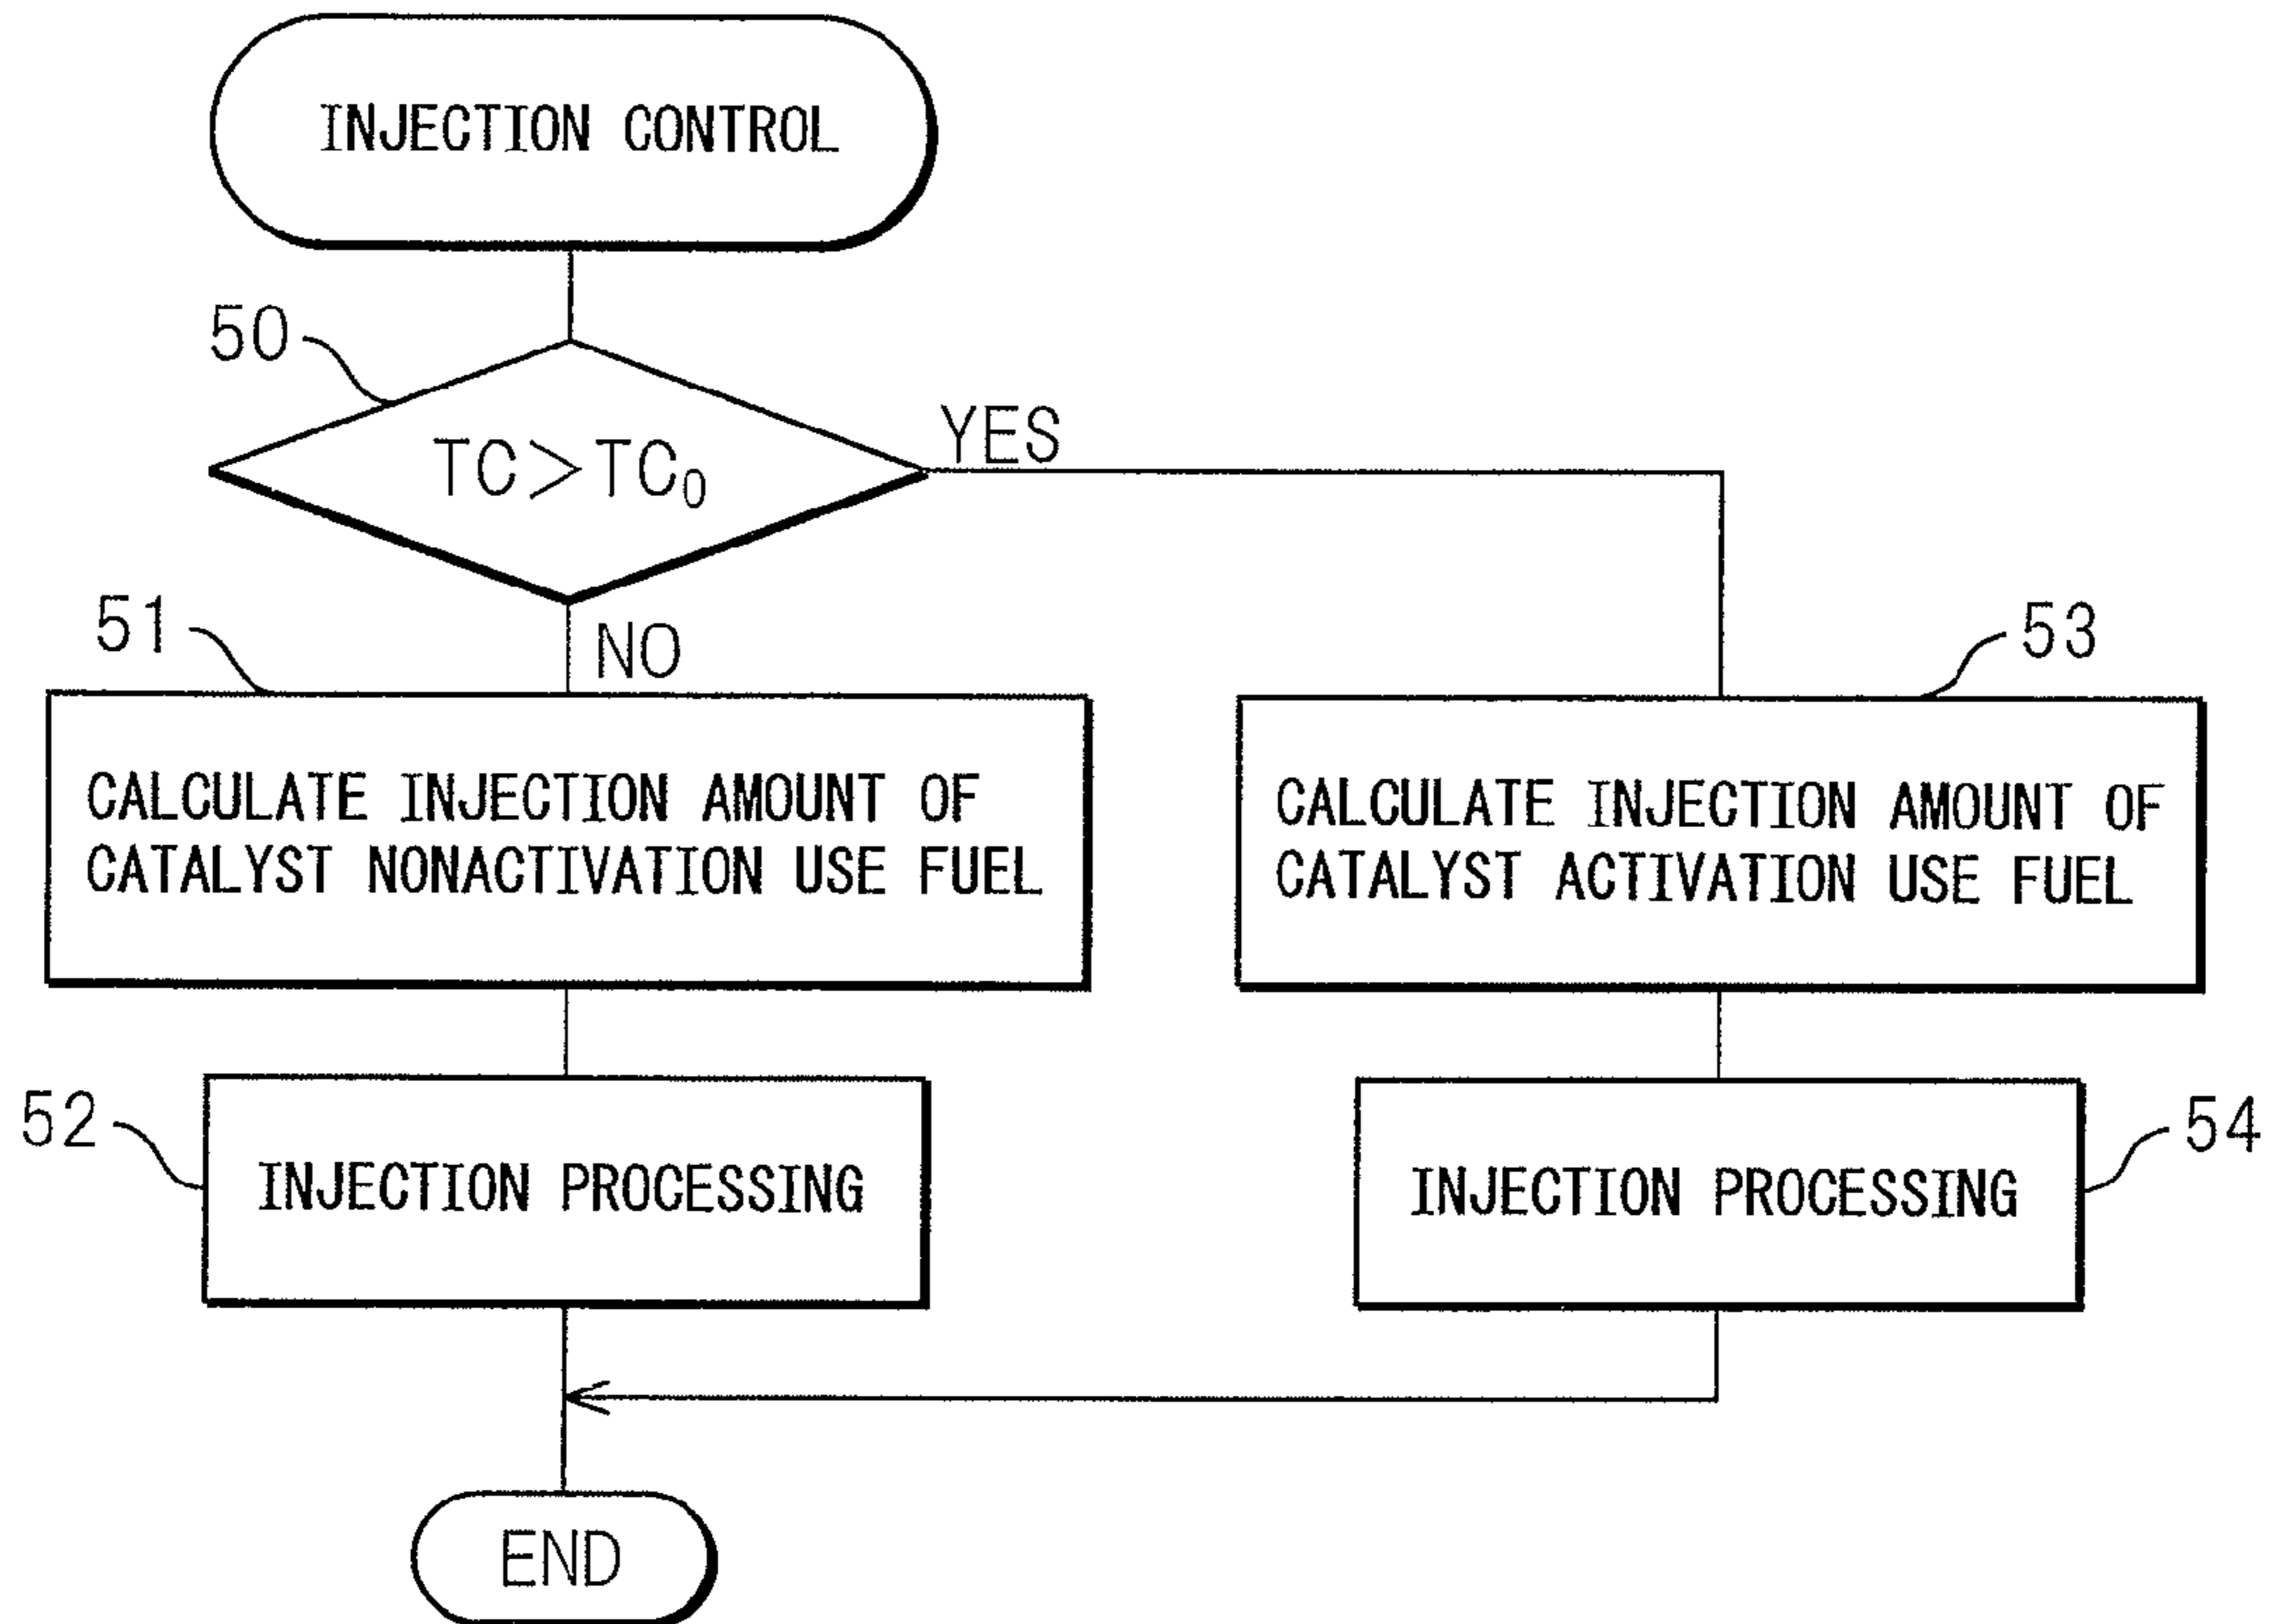 INJECTION CONTROL
50
TC>TC₀
YES
NO
51
CALCULATE INJECTION AMOUNT OF
CATALYST NONACTIVATION USE FUEL
53
CALCULATE INJECTION AMOUNT OF
CATALYST ACTIVATION USE FUEL
52
INJECTION PROCESSING
54
INJECTION PROCESSING
END